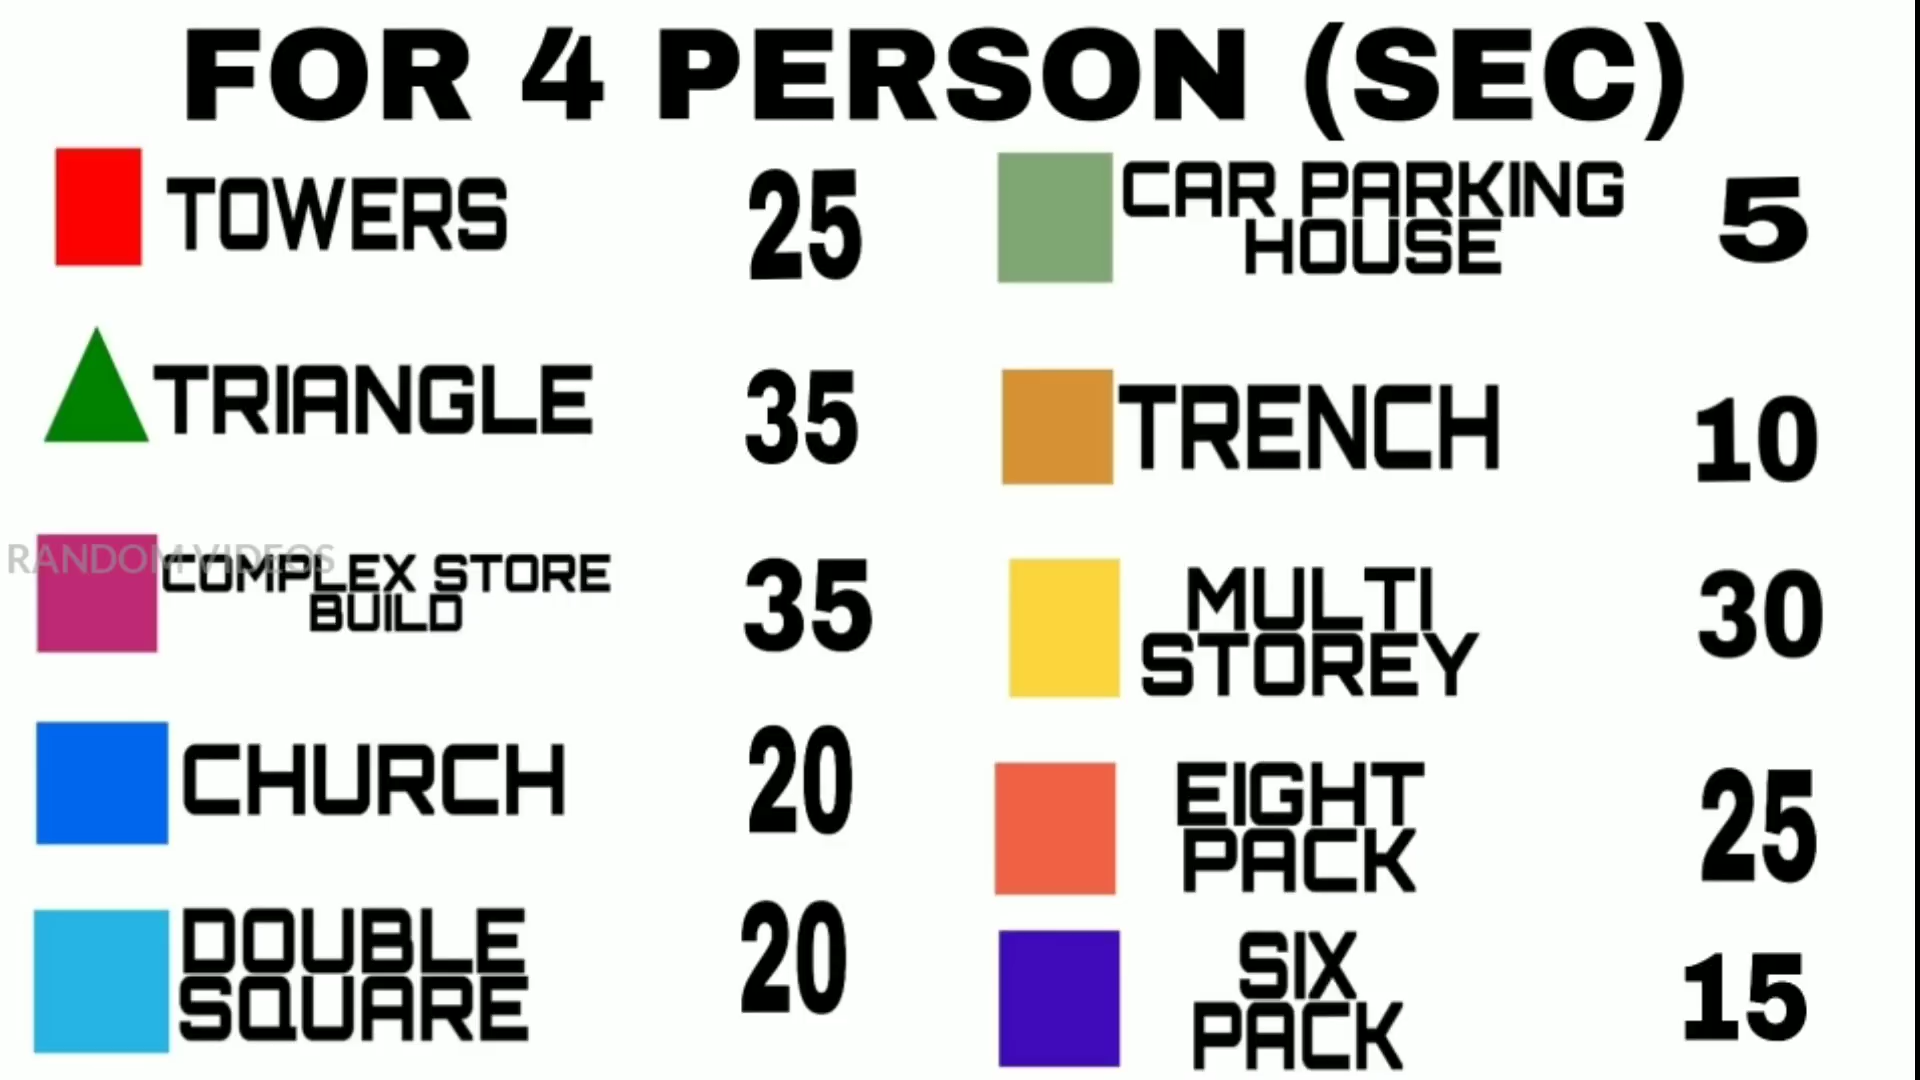 FOR 4 PERSON (SEC)
TOWERS 25
TRIANGLE 35
RANDOM VIDEOS
COMPLEX STORE
BUILD 35
CHURCH 20
DOUBLE
SQUARE 20
CAR PARKING
HOUSE 5
TRENCH 10
MULTI
STOREY 30
EIGHT
PACK 25
SIX
PACK 15